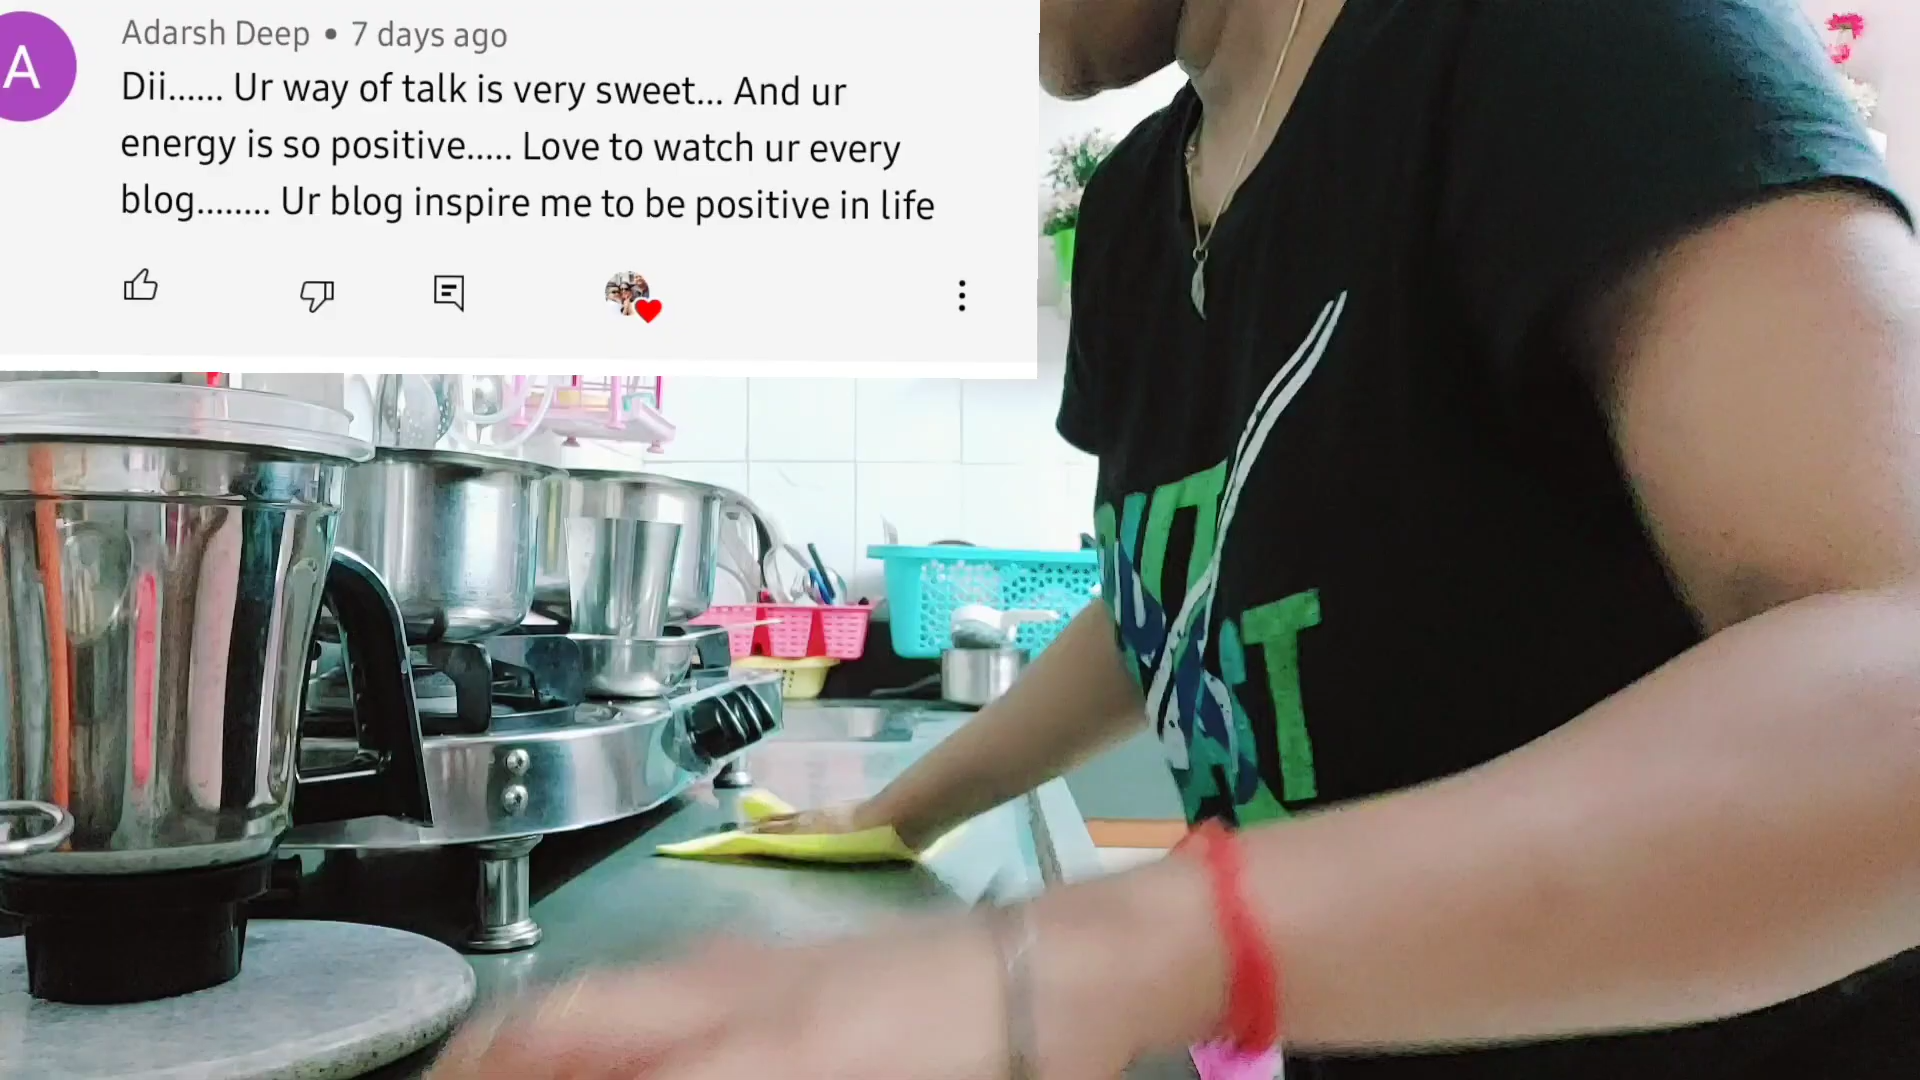 A
Adarsh Deep • 7 days ago
Dii...... Ur way of talk is very sweet... And ur
energy is so positive..... Love to watch ur every
blog........ Ur blog inspire me to be positive in life